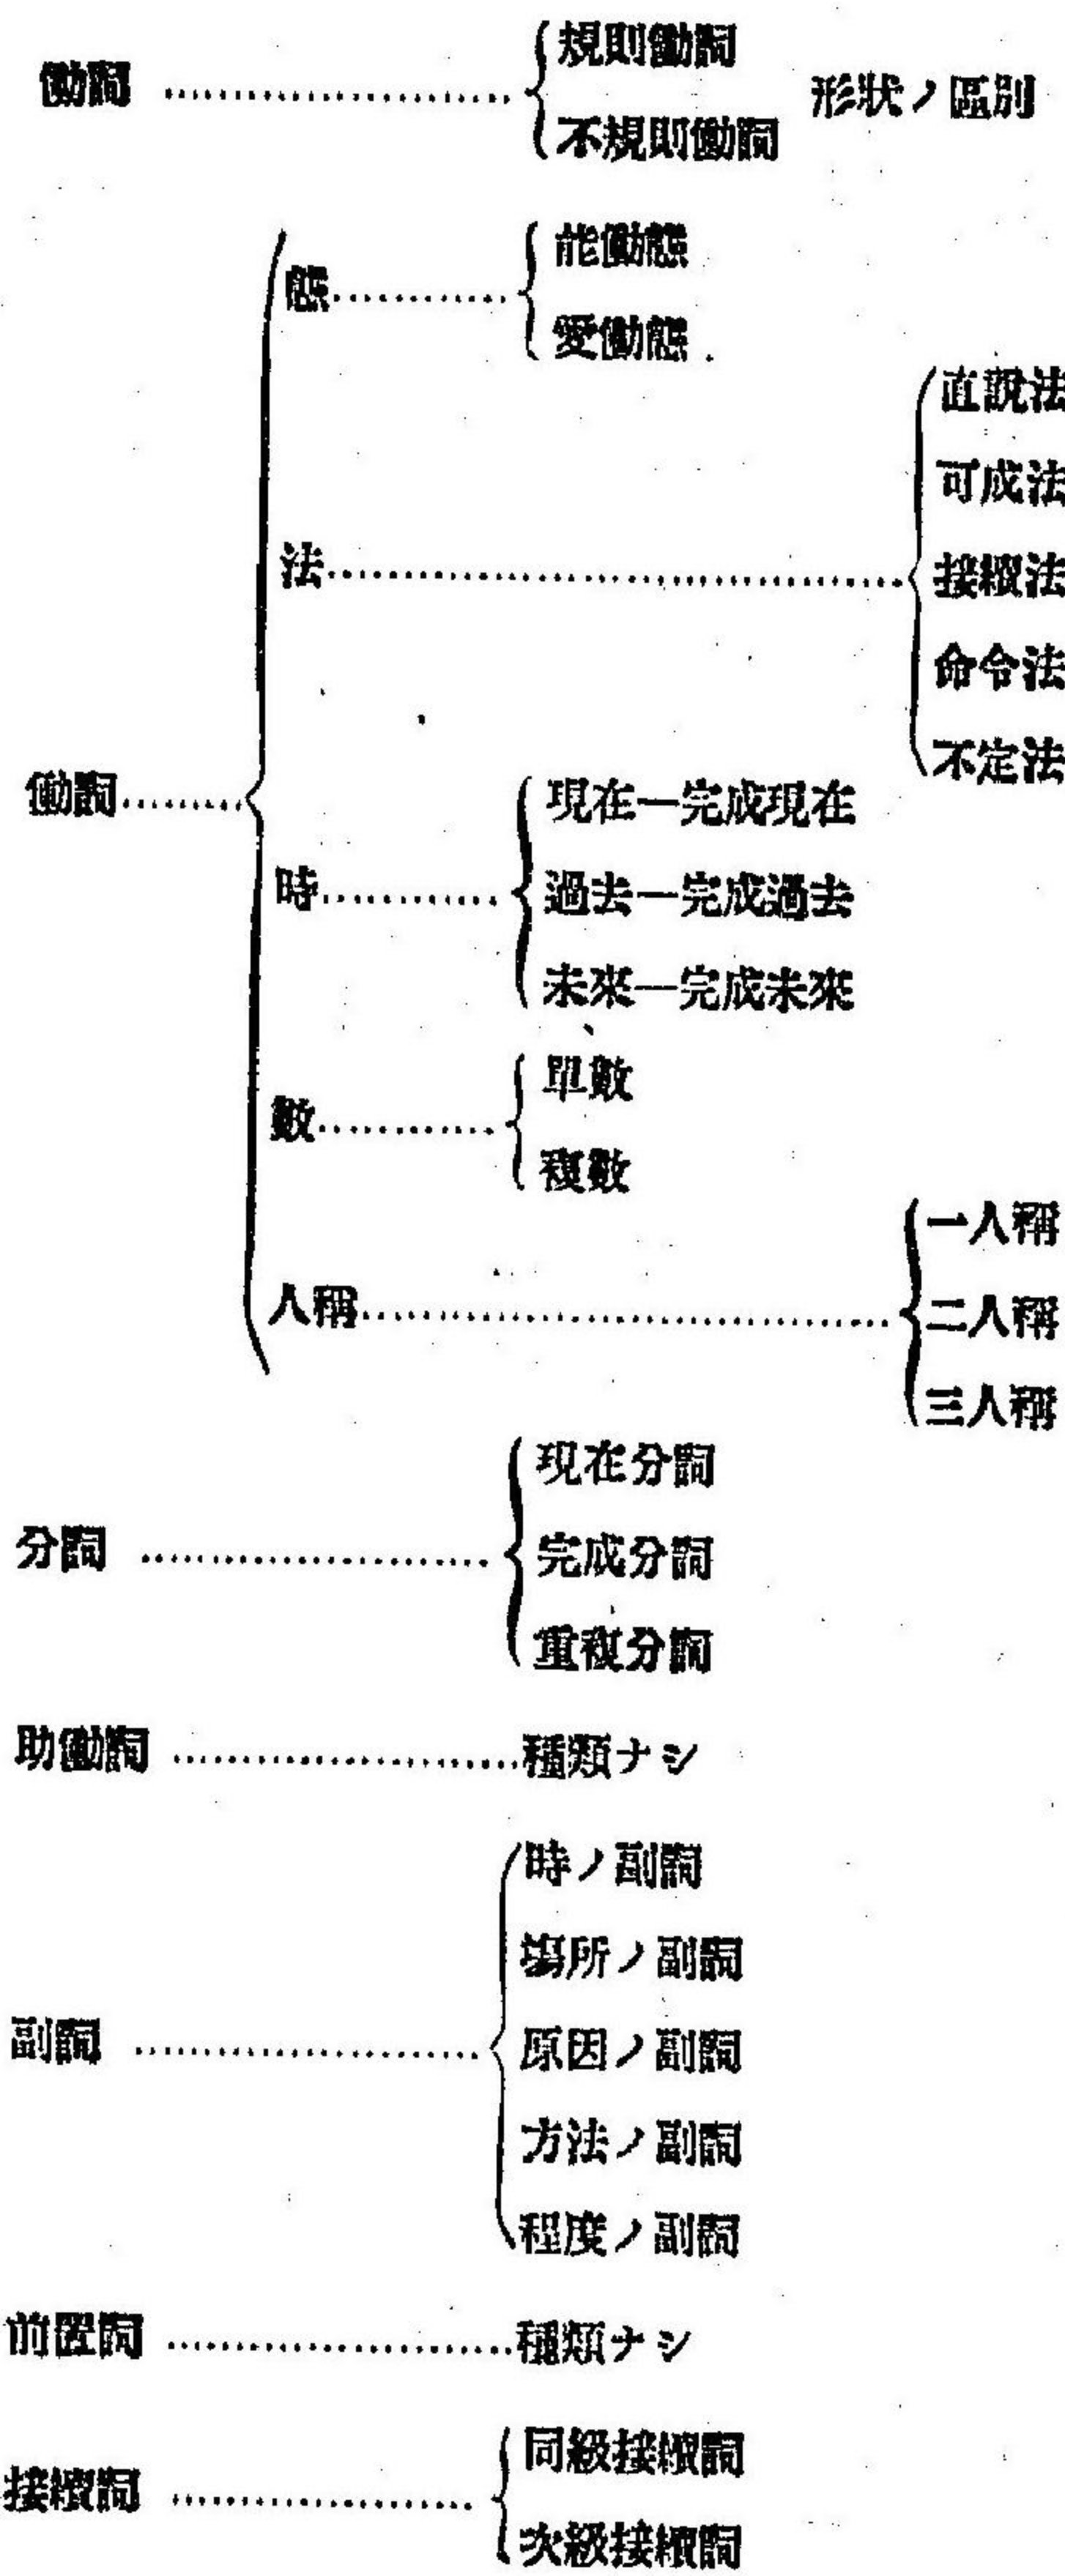 働詞 ........ 規則働詞 形状ノ區別
不規則働詞
働詞
態 ........ 能働態
愛働態
法 ........ 直說法
可成法
接續法
命令法
不定法
時 ........ 現在—完成現在
過去—完成過去
未來—完成未來
數 ........ 單數
複數
人稱 ........ 一人稱
二人稱
三人稱
分詞 ........ 現在分詞
完成分詞
重複分詞
助働詞 ........ 種類ナシ
副詞 ........ 時ノ副詞
塲所ノ副詞
原因ノ副詞
方法ノ副詞
程度ノ副詞
前置詞 ........ 種類ナシ
接續詞 ........ 同級接續詞
次級接續詞